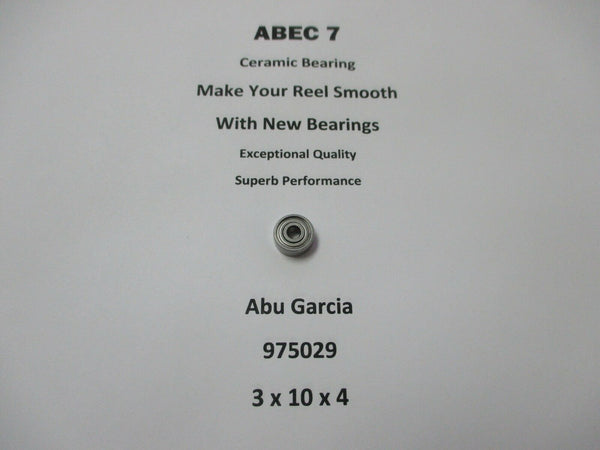 ABEC 7
Ceramic Bearing
Make Your Reel Smooth
With New Bearings
Exceptional Quality
Superb Performance
Abu Garcia
975029
3 x 10 x 4